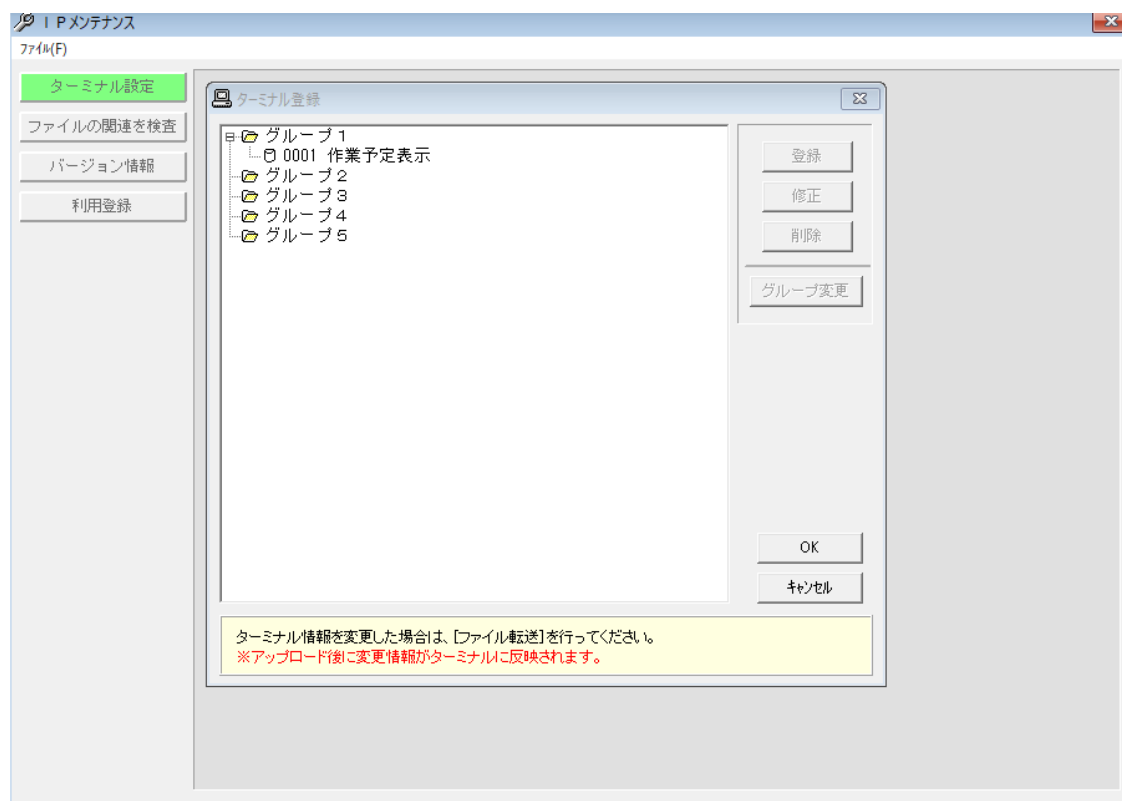 ＩＰメンテナンス
ﾌｧｲﾙ(F)
ターミナル設定
ファイルの関連を検査
バージョン情報
利用登録
ﾀｰﾐﾅﾙ登録
グループ１
0001 作業予定表示
グループ２
グループ３
グループ４
グループ５
登録
修正
削除
グループ変更
OK
ｷｬﾝｾﾙ
ターミナル情報を変更した場合は、[ファイル転送]を行ってください。
※アップロード後に変更情報がターミナルに反映されます。